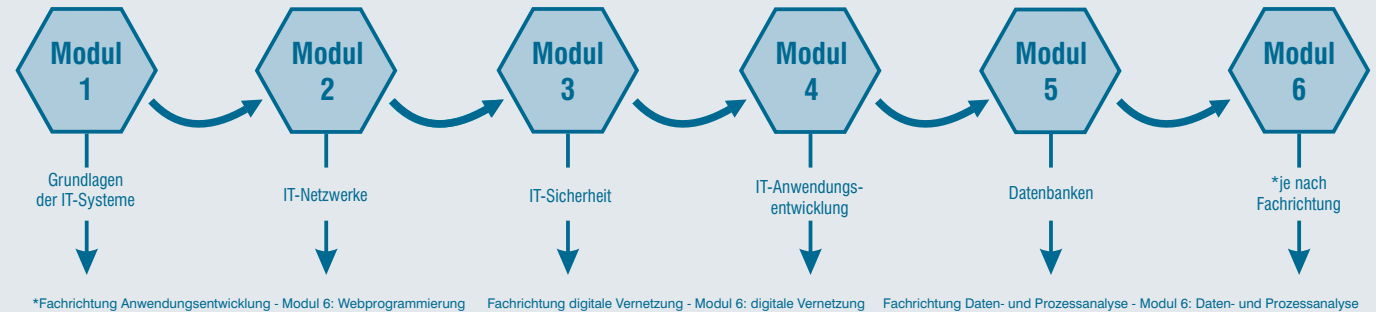 Modul
1
Modul
2
Modul
3
Modul
4
Modul
5
Modul
6
Grundlagen
der IT-Systeme
IT-Netzwerke
IT-Sicherheit
IT-Anwendungs-
entwicklung
Datenbanken
*je nach
Fachrichtung
*Fachrichtung Anwendungsentwicklung - Modul 6: Webprogrammierung
Fachrichtung digitale Vernetzung - Modul 6: digitale Vernetzung
Fachrichtung Daten- und Prozessanalyse - Modul 6: Daten- und Prozessanalyse